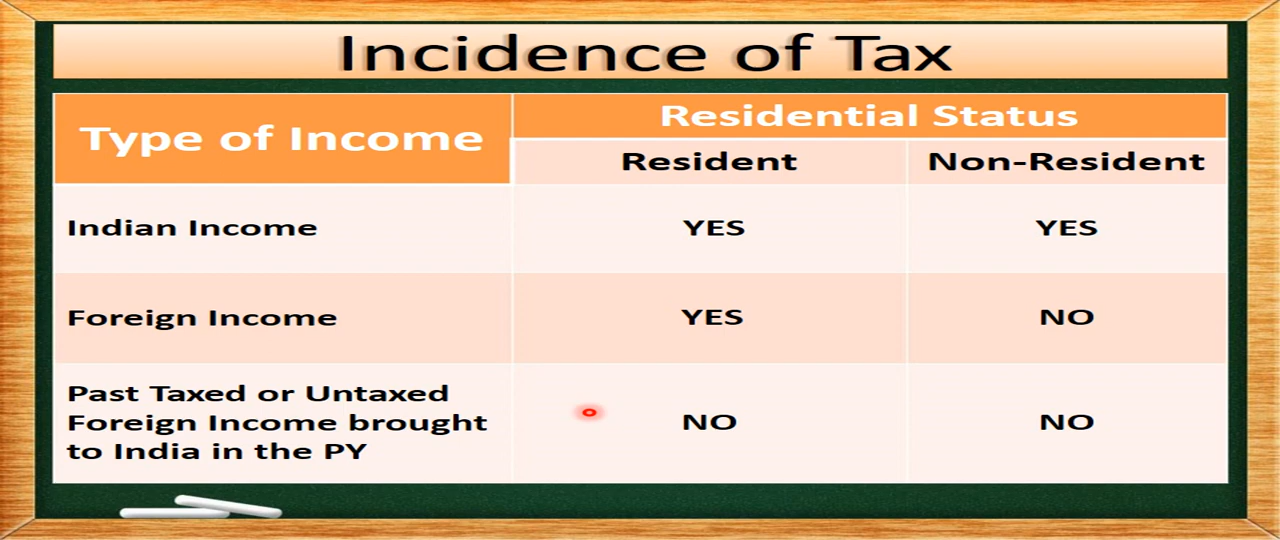 Incidence of Tax
Type of Income
Residential Status
Resident
Non-Resident
Indian Income
YES
YES
Foreign Income
YES
NO
Past Taxed or Untaxed
Foreign Income brought
to India in the PY
NO
NO